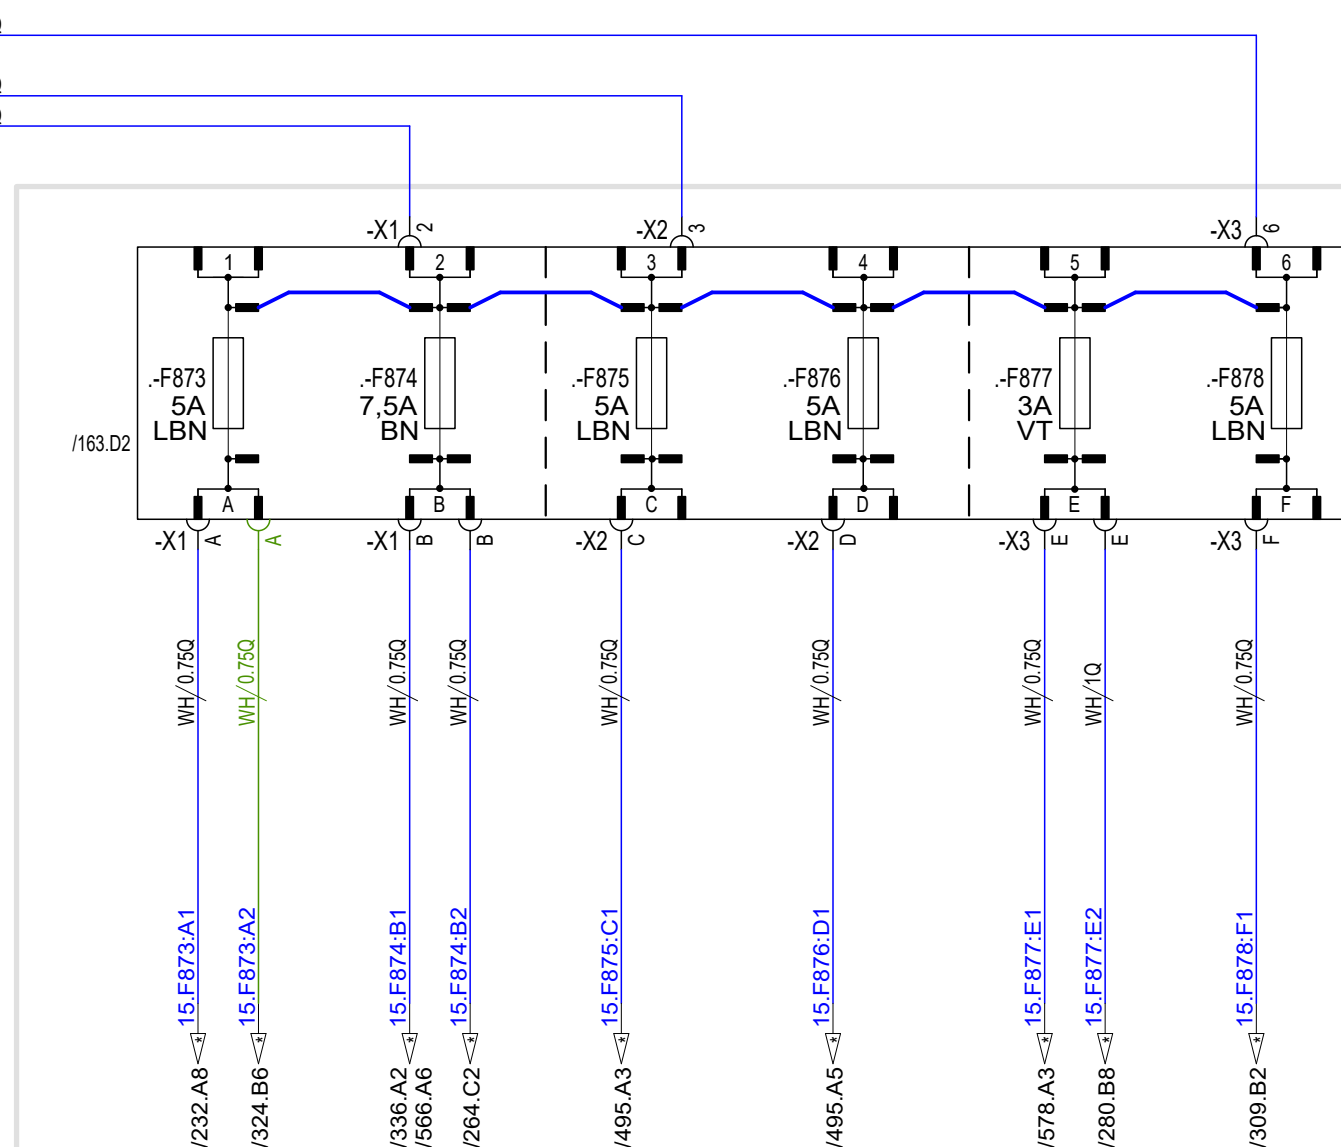 -X1 2
-X2 3
-X3 6
1 2 3 4 5 6
.-F873
5A
LBN
.-F874
7,5A
BN
.-F875
5A
LBN
.-F876
5A
LBN
.-F877
3A
VT
.-F878
5A
LBN
/163.D2
A B C D E F
-X1 A
A
-X1 B
B
-X2 C
-X2 D
-X3 E
E
-X3 F
WH/0.75Q
WH/0.75Q
WH/0.75Q
WH/0.75Q
WH/0.75Q
WH/0.75Q
WH/0.75Q
WH/1Q
WH/0.75Q
15.F873:A1
15.F873:A2
15.F874:B1
15.F874:B2
15.F875:C1
15.F876:D1
15.F877:E1
15.F877:E2
15.F878:F1
* * * * * * * * *
/232.A8
/324.B6
/336.A2
/566.A6
/264.C2
/495.A3
/495.A5
/578.A3
/280.B8
/309.B2